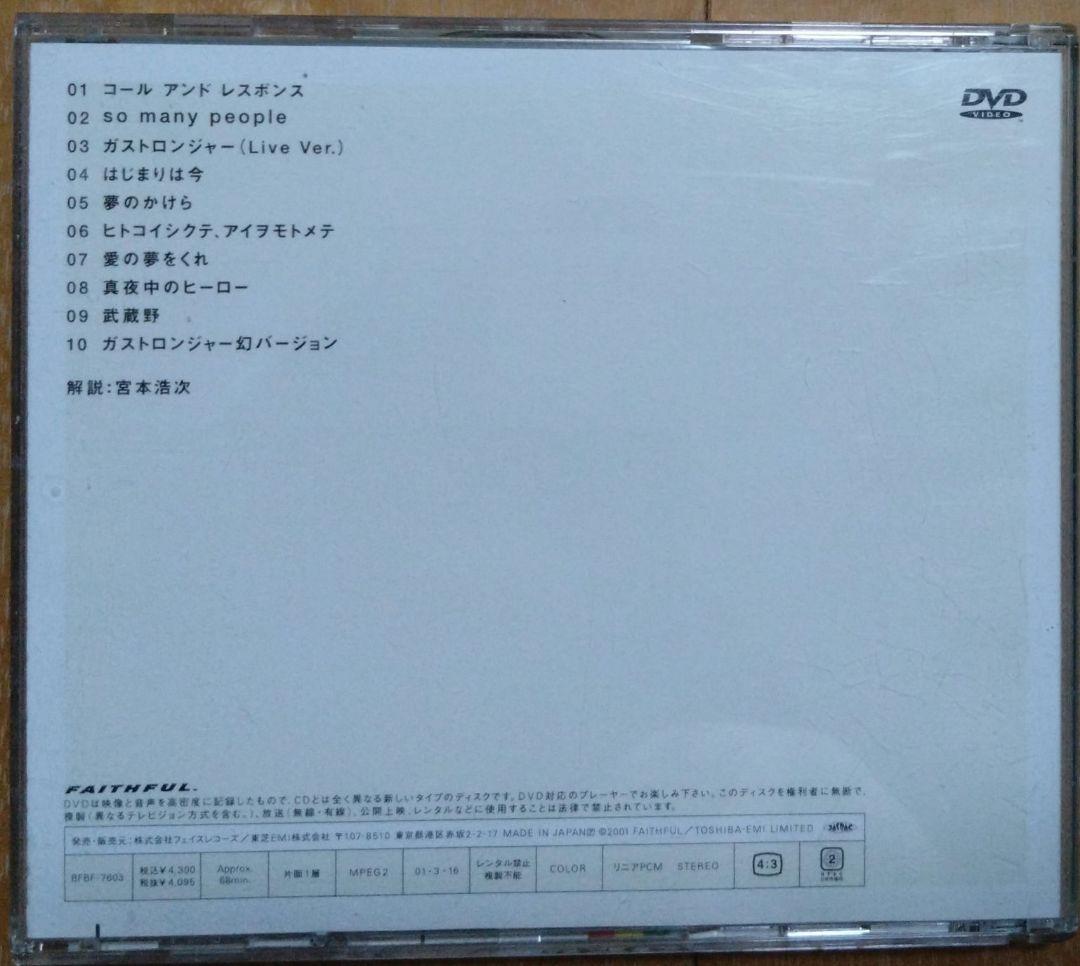 01 コール アンド レスポンス
DVD
VIDEO
02 so many people
03 ガストロンジャー(Live Ver.)
04 はじまりは今
05 夢のかけら
06 ヒトコイシクテ、アイヲモトメテ
07 愛の夢をくれ
08 真夜中のヒーロー
09 武蔵野
10 ガストロンジャー幻バージョン
解説:宮本浩次
FAITHFUL.
DVDは映像と音声を高密度に記録したもので、CDとは全く異なる新しいタイプのディスクです。DVD対応のプレーヤーでお楽しみ下さい。このディスクを権利者に無断で、
複製(異なるテレビジョン方式を含む。)、放送(無線・有線)、公開上映、レンタルなどに使用することは法律で禁止されています。
発売・販売元:株式会社フェイスレコーズ/東芝EMI株会社 〒107-8510 東京都港区赤坂2-2-17 MADE IN JAPAN ©2001 FAITHFUL/TOSHIBA-EMI LIMITED
BFBF-7603 税込¥4,300 税抜¥4,095 Approx. 68min. 片面1層 MPEG2 01・3・16 レンタル禁止 複製不能 COLOR リニアPCM STEREO 4:3 2